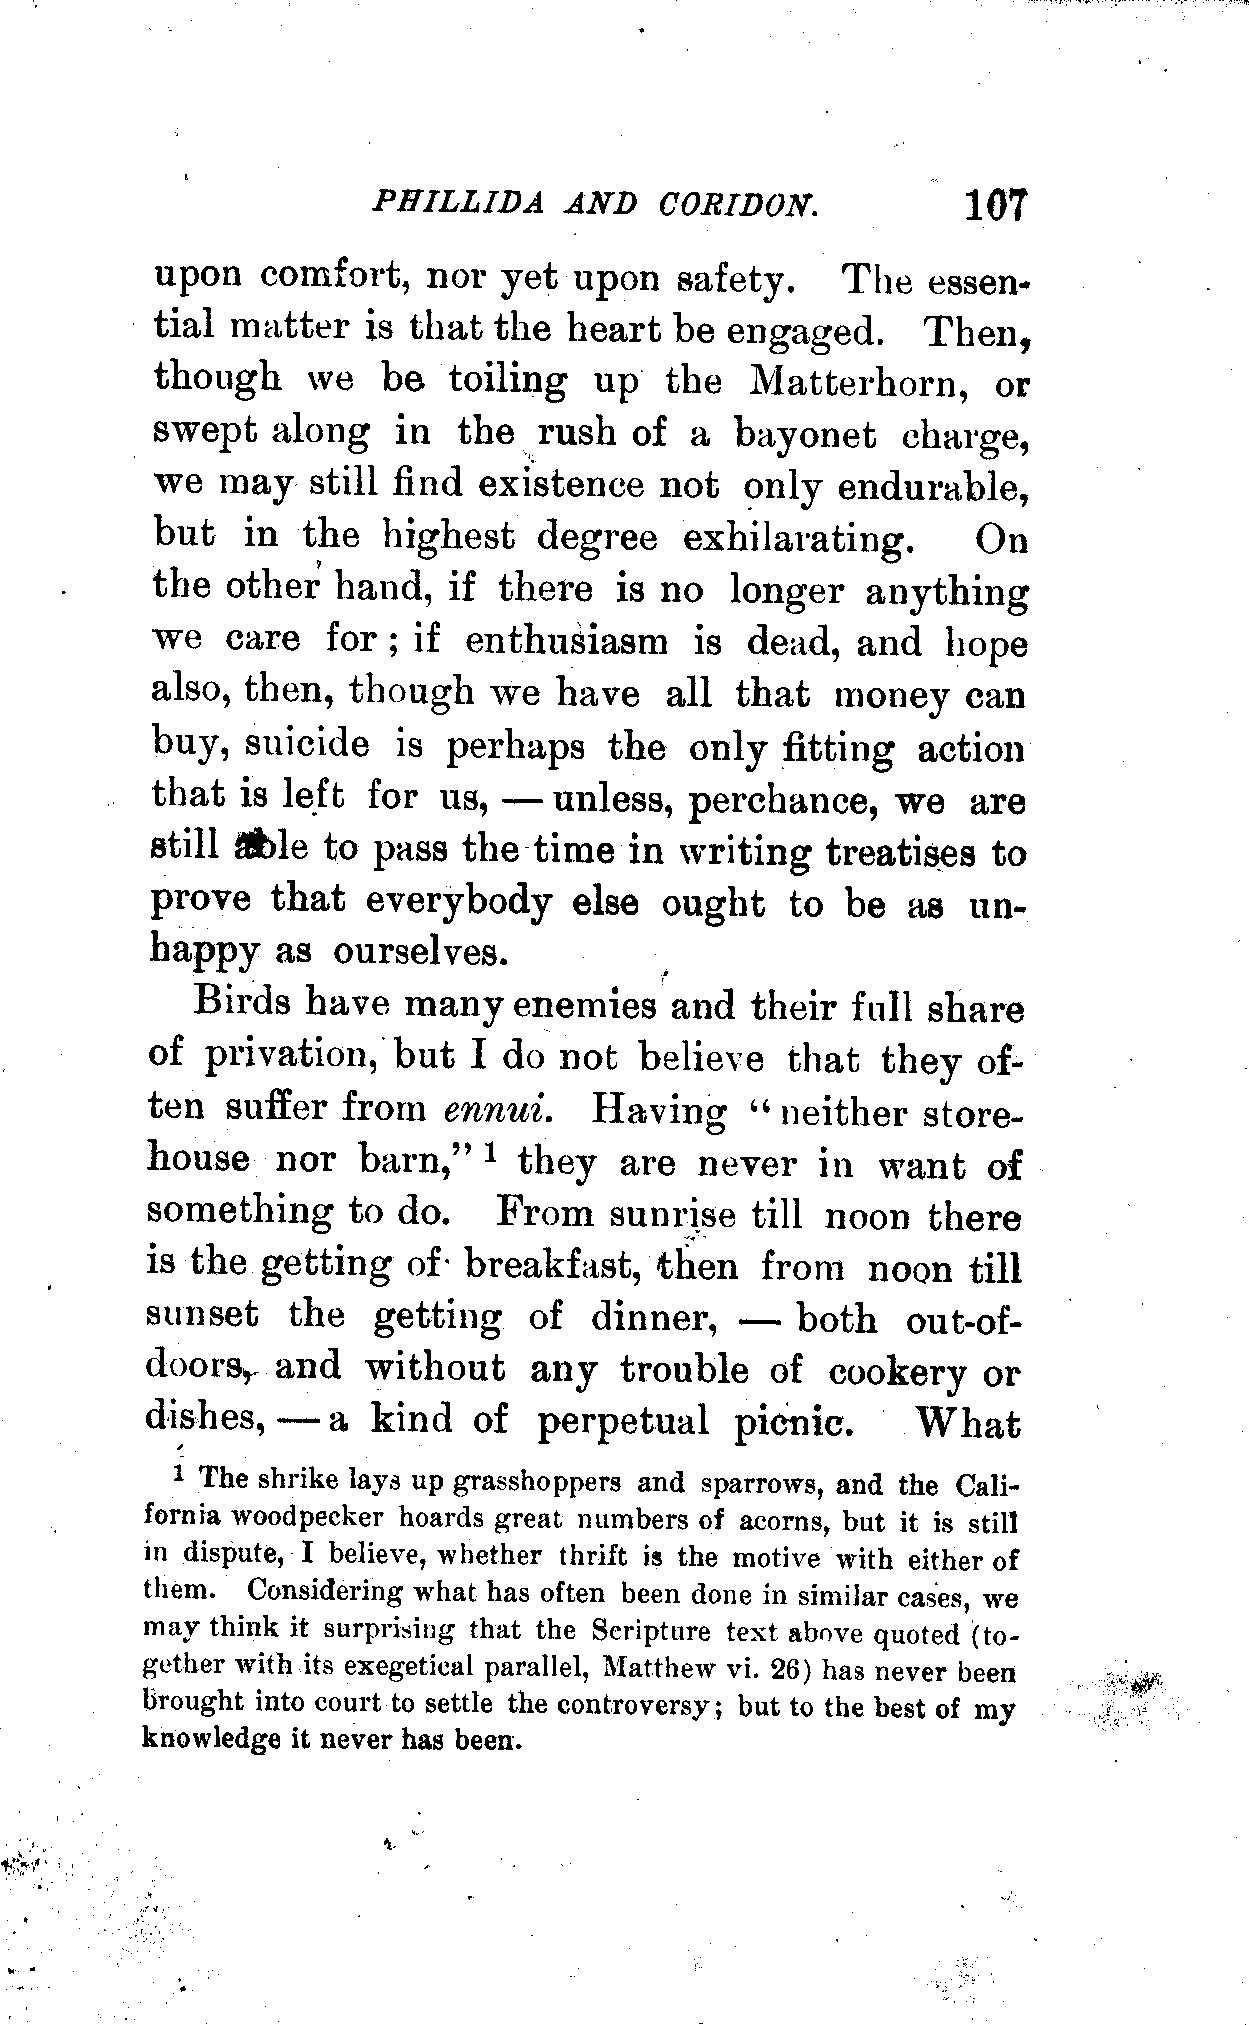 PHILLIDA AND CORIDON. 107
upon comfort, nor yet upon safety. The essen-
tial matter is that the heart be engaged. Then,
though we be toiling up the Matterhorn, or
swept along in the rush of a bayonet charge,
we may still find existence not only endurable,
but in the highest degree exhilarating. On
the other hand, if there is no longer anything
we care for ; if enthusiasm is dead, and hope
also, then, though we have all that money can
buy, suicide is perhaps the only fitting action
that is left for us, — unless, perchance, we are
still able to pass the time in writing treatises to
prove that everybody else ought to be as un-
happy as ourselves.
Birds have many enemies and their full share
of privation, but I do not believe that they of-
ten suffer from ennui. Having “ neither store-
house nor barn,” 1 they are never in want of
something to do. From sunrise till noon there
is the getting of breakfast, then from noon till
sunset the getting of dinner, — both out-of-
doors, and without any trouble of cookery or
dishes, — a kind of perpetual picnic. What
1 The shrike lays up grasshoppers and sparrows, and the Cali-
fornia woodpecker hoards great numbers of acorns, but it is still
in dispute, I believe, whether thrift is the motive with either of
them. Considering what has often been done in similar cases, we
may think it surprising that the Scripture text above quoted (to-
gether with its exegetical parallel, Matthew vi. 26) has never been
brought into court to settle the controversy ; but to the best of my
knowledge it never has been.